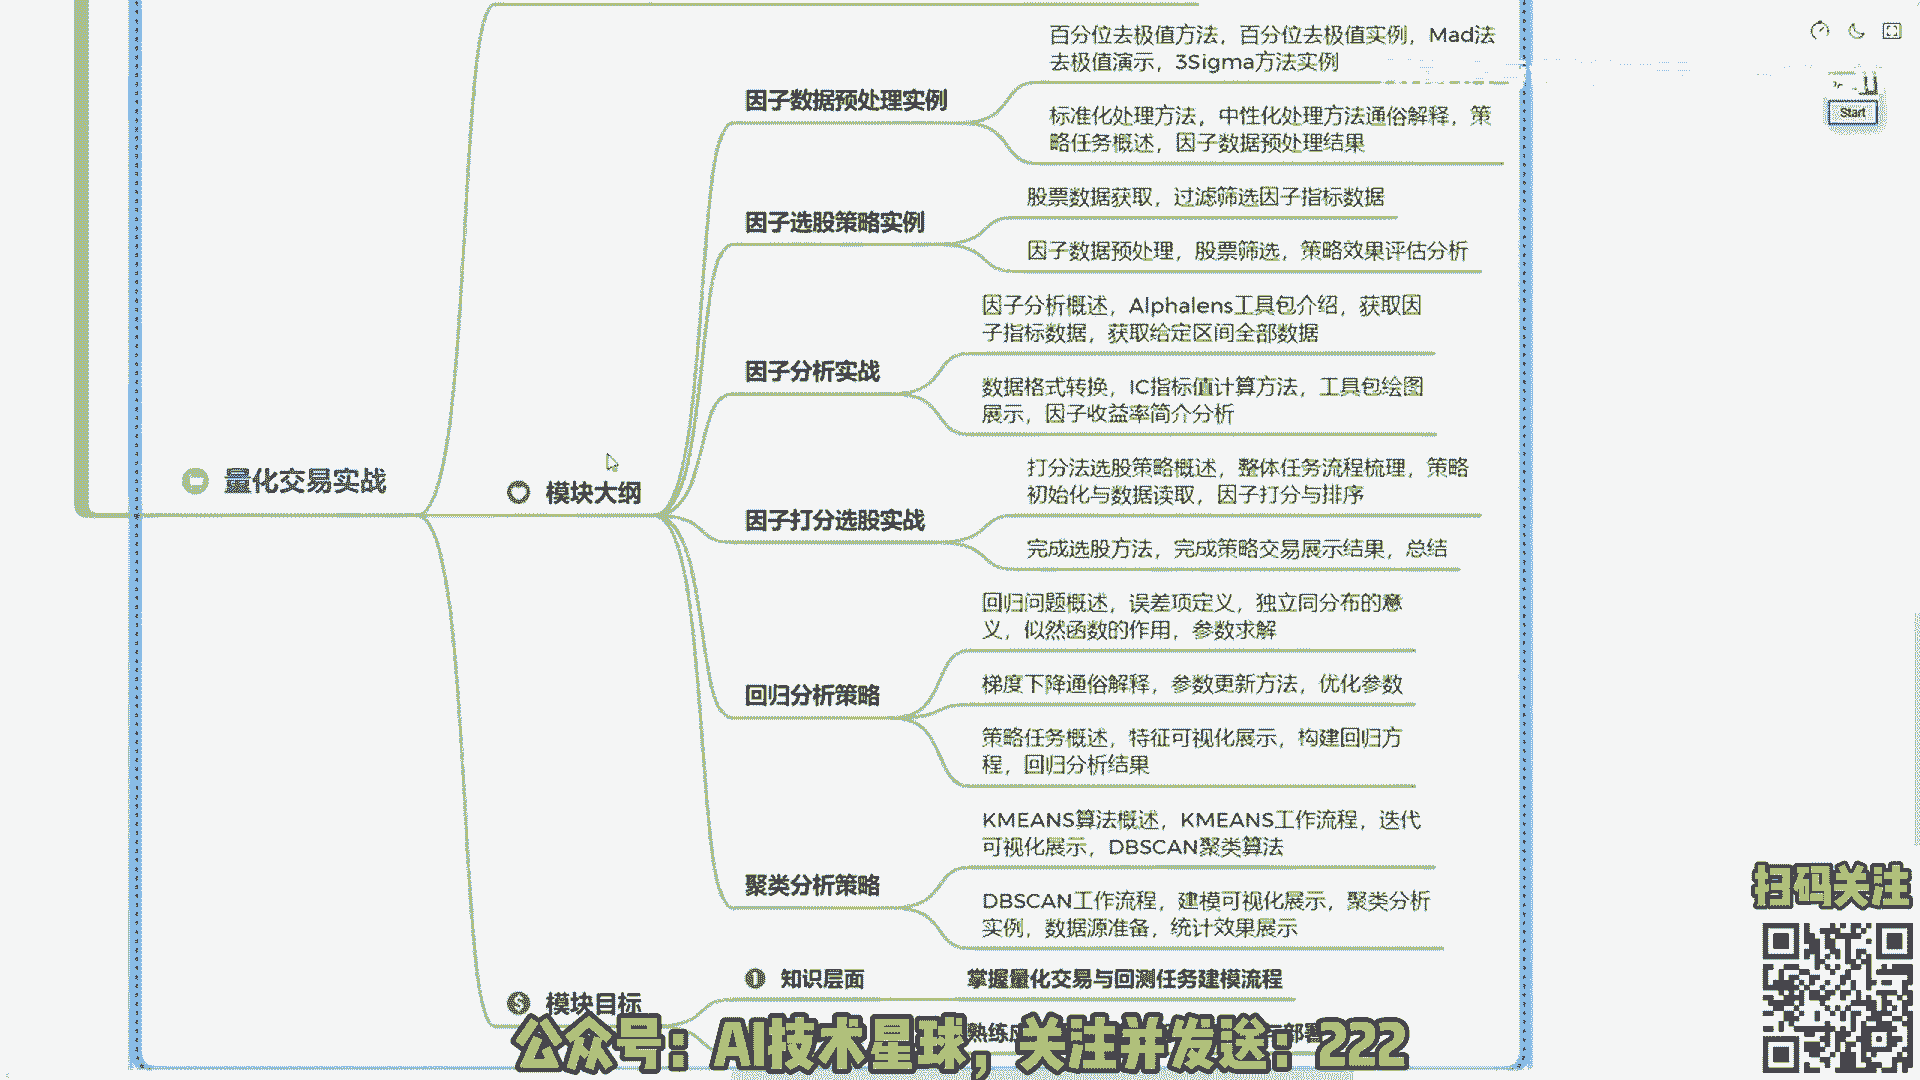 百分位去极值方法，百分位去极值实例，Mad法
去极值演示，3Sigma方法实例
因子数据预处理实例
标准化处理方法，中性化处理方法通俗解释，策
略任务概述，因子数据预处理结果
Start
股票数据获取，过滤筛选因子指标数据
因子选股策略实例
因子数据预处理，股票筛选，策略效果评估分析
因子分析概述，Alphalens工具包介绍，获取因
子指标数据，获取给定区间全部数据
因子分析实战
数据格式转换，IC指标值计算方法，工具包绘图
展示，因子收益率简介分析
量化交易实战
模块大纲
打分法选股策略概述，整体任务流程梳理，策略
初始化与数据读取，因子打分与排序
因子打分选股实战
完成选股方法，完成策略交易展示结果，总结
回归问题概述，误差项定义，独立同分布的意
义，似然函数的作用，参数求解
回归分析策略
梯度下降通俗解释，参数更新方法，优化参数
策略任务概述，特征可视化展示，构建回归方
程，回归分析结果
KMEANS算法概述，KMEANS工作流程，迭代
可视化展示，DBSCAN聚类算法
聚类分析策略
DBSCAN工作流程，建模可视化展示，聚类分析
实例，数据源准备，统计效果展示
扫码关注
模块目标
1 知识层面
掌握量化交易与回测任务建模流程
熟练
公众号：AI技术星球，关注并发送：222